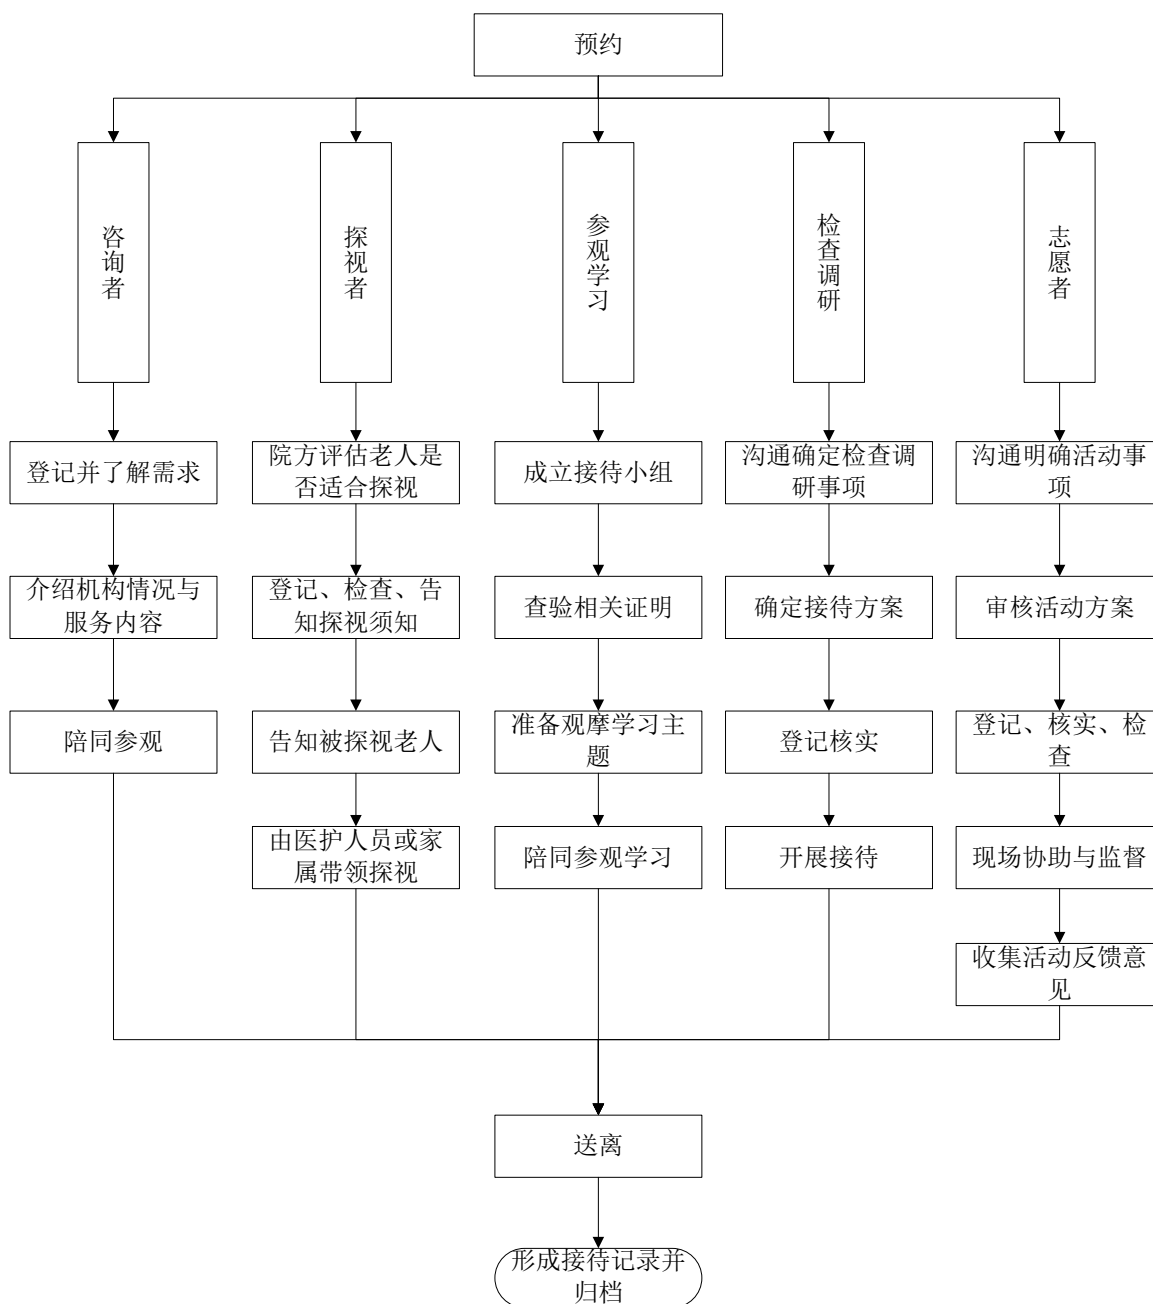 预约
咨询者
探视者
参观学习
检查调研
志愿者
登记并了解需求
院方评估老人是
否适合探视
成立接待小组
沟通确定检查调
研事项
沟通明确活动事
项
介绍机构情况与
服务内容
登记、检查、告
知探视须知
查验相关证明
确定接待方案
审核活动方案
陪同参观
告知被探视老人
准备观摩学习主
题
登记核实
登记、核实、检
查
由医护人员或家
属带领探视
陪同参观学习
开展接待
现场协助与监督
收集活动反馈意
见
送离
形成接待记录并
归档